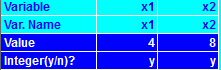 Variable x1 x2
Var. Name x1 x2
Value 4 8
Integer(y/n)? y y